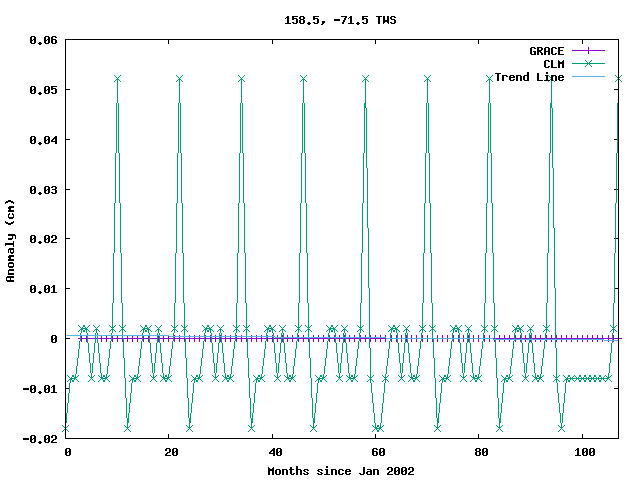 158.5, -71.5 TWS
GRACE
CLM
Trend Line
0.06
0.05
0.04
0.03
0.02
0.01
0
-0.01
-0.02
Anomaly (cm)
0 20 40 60 80 100
Months since Jan 2002